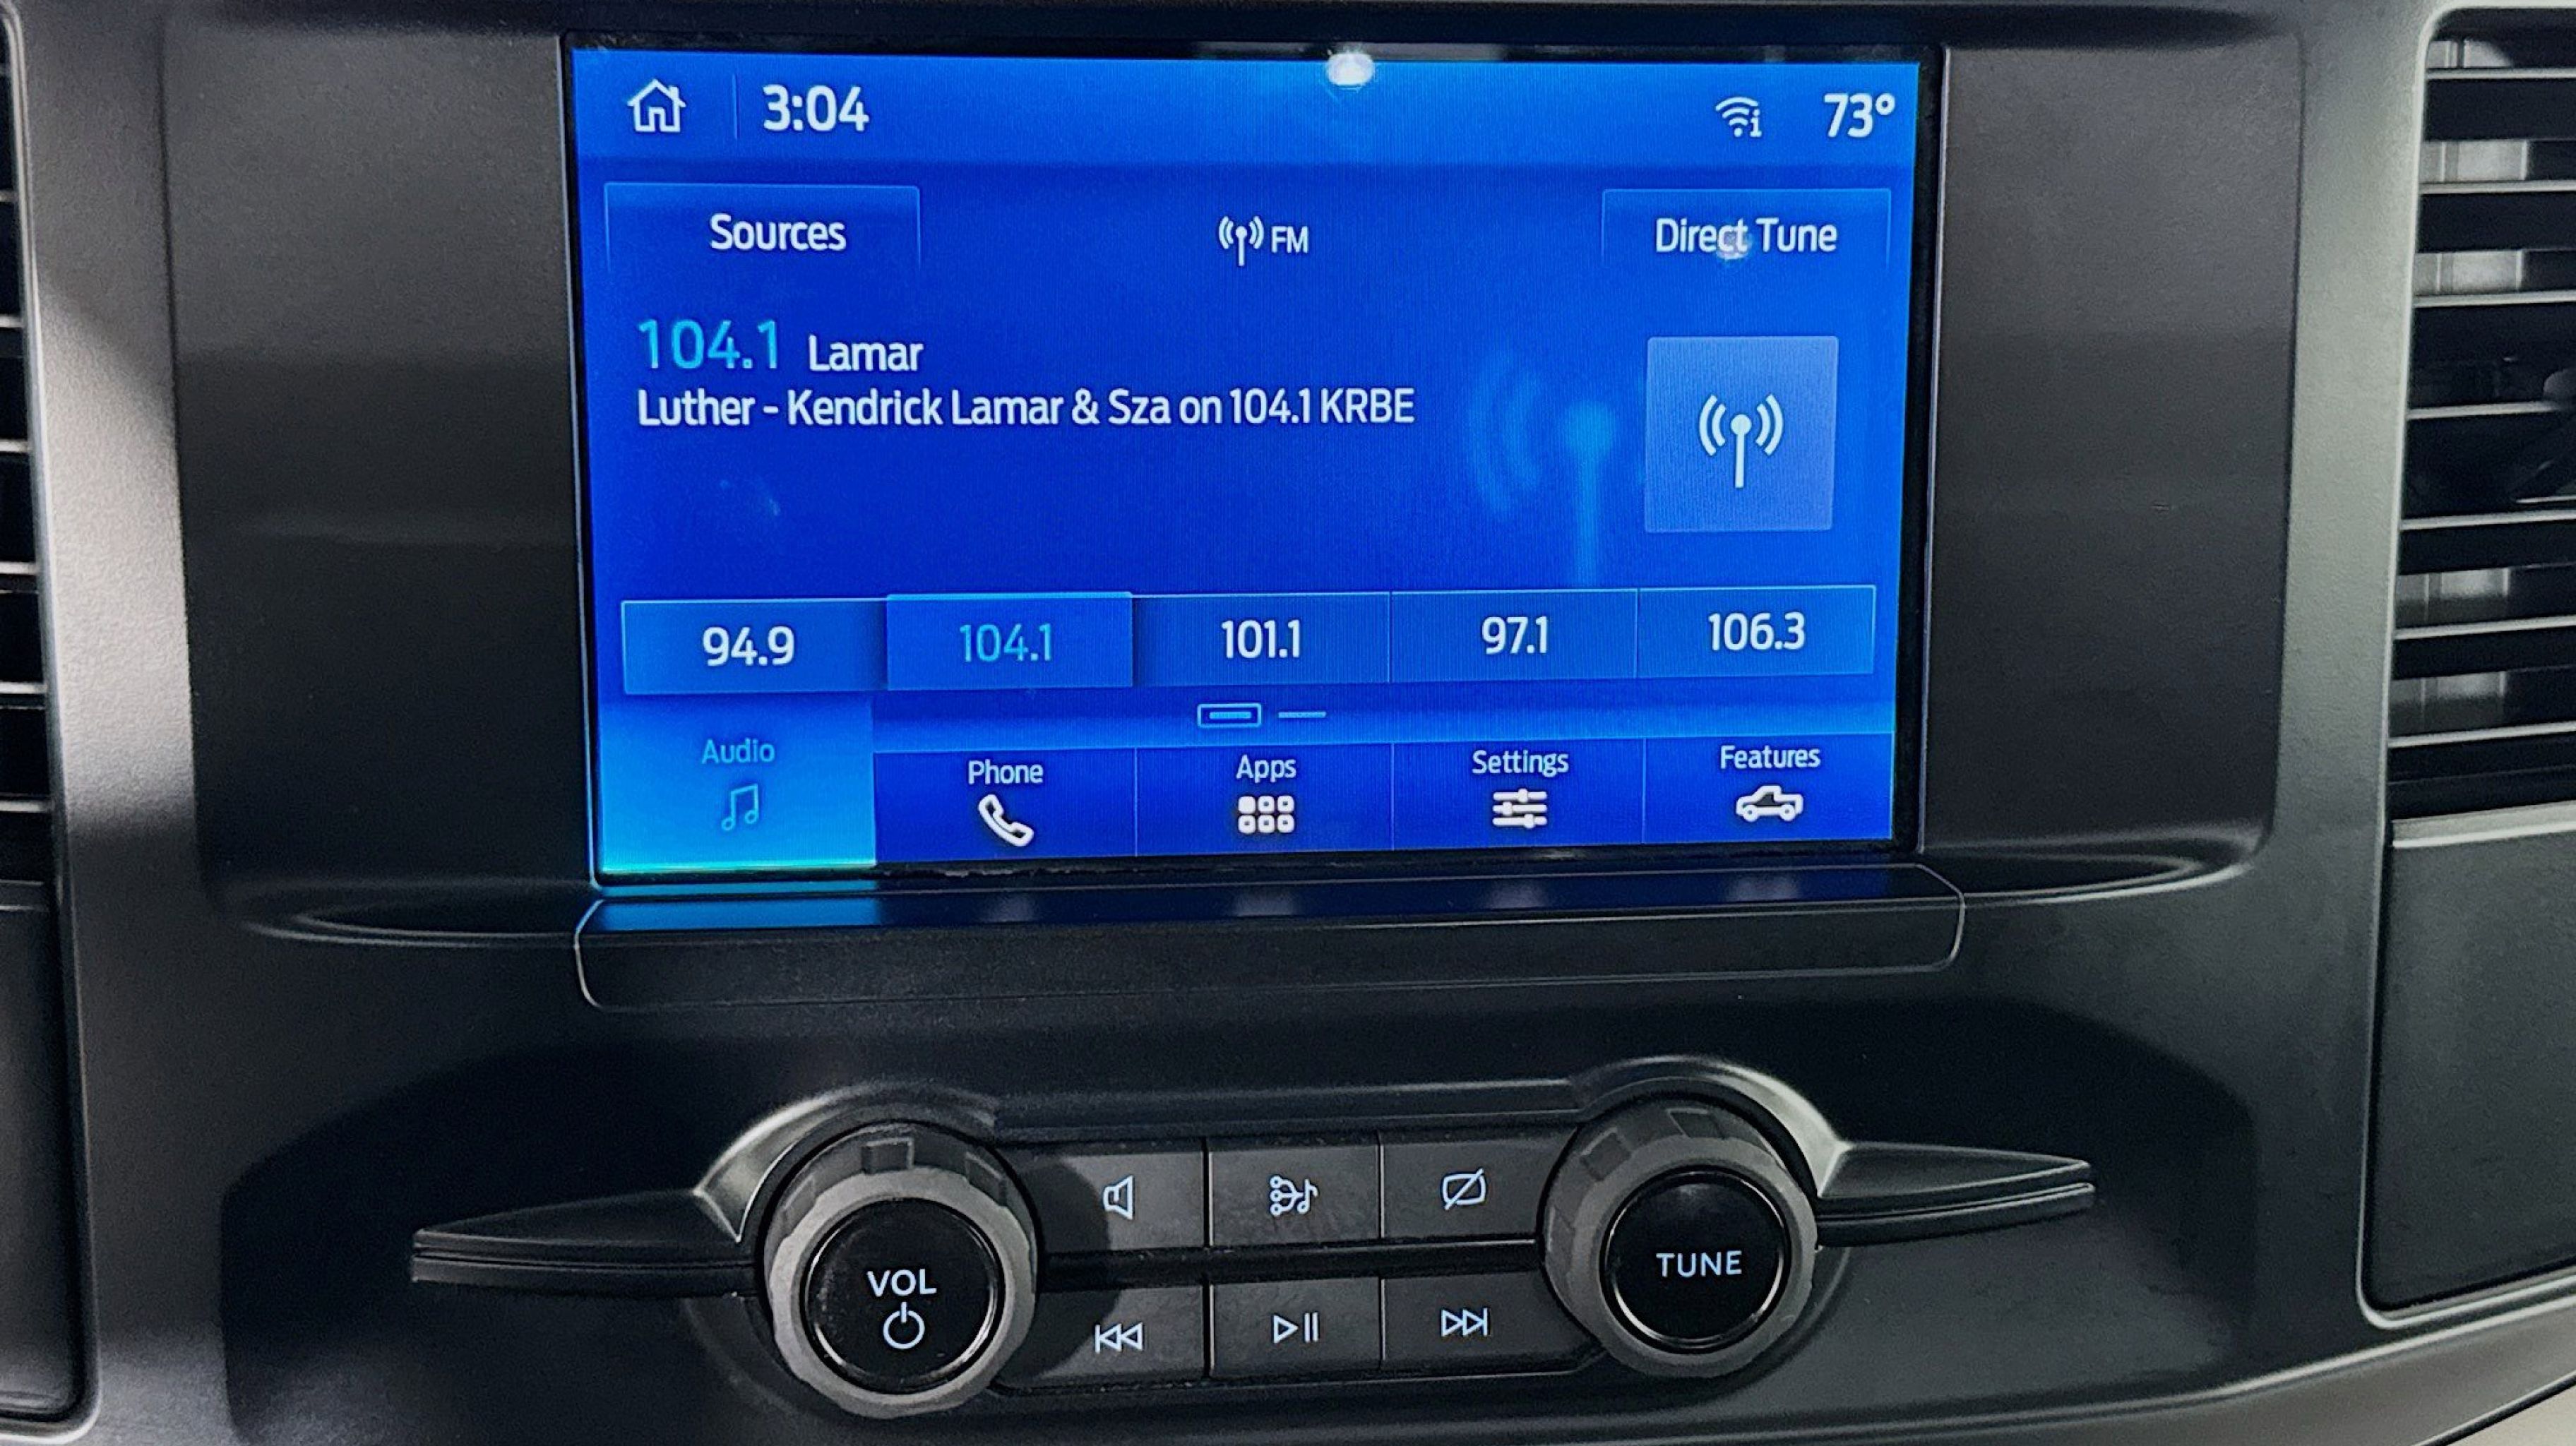 3:04
73°
Sources
FM
Direct Tune
104.1 Lamar
Luther - Kendrick Lamar & Sza on 104.1 KRBE
94.9
104.1
101.1
97.1
106.3
Audio
Phone
Apps
Settings
Features
VOL
TUNE